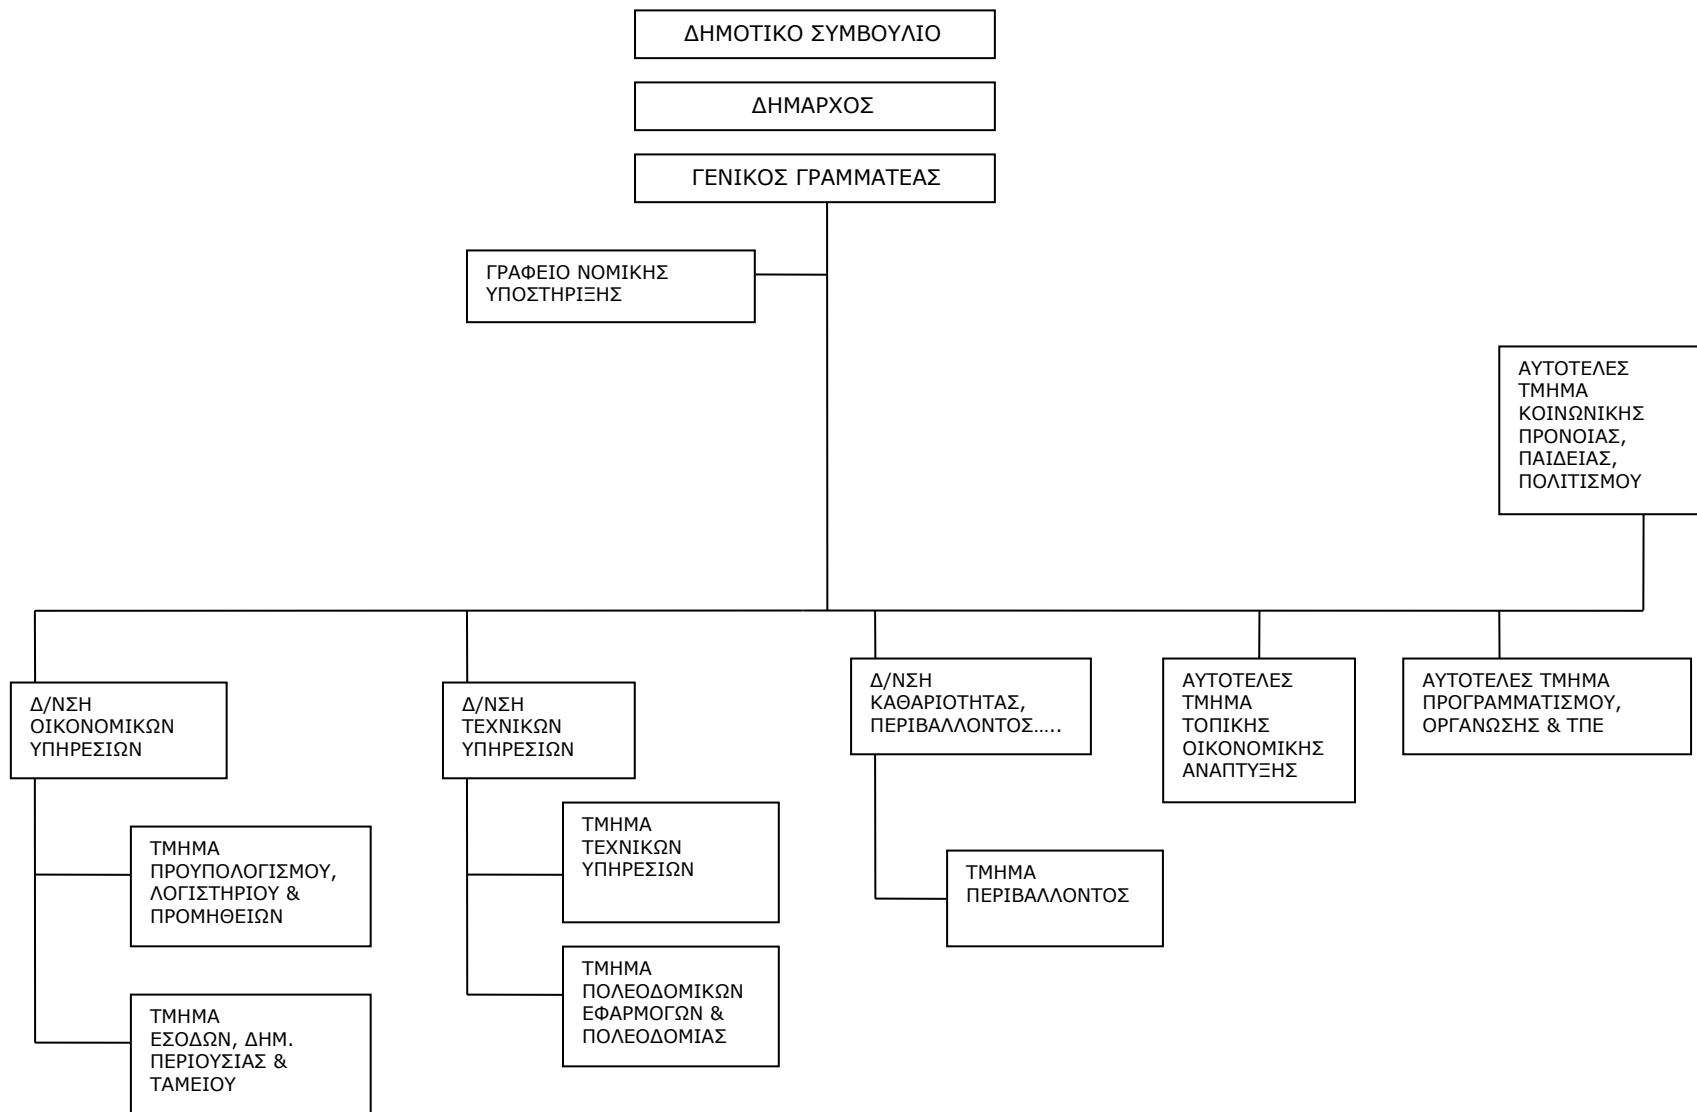 ΔΗΜΟΤΙΚΟ ΣΥΜΒΟΥΛΙΟ
ΔΗΜΑΡΧΟΣ
ΓΕΝΙΚΟΣ ΓΡΑΜΜΑΤΕΑΣ
ΓΡΑΦΕΙΟ ΝΟΜΙΚΗΣ
ΥΠΟΣΤΗΡΙΞΗΣ
ΑΥΤΟΤΕΛΕΣ
ΤΜΗΜΑ
ΚΟΙΝΩΝΙΚΗΣ
ΠΡΟΝΟΙΑΣ,
ΠΑΙΔΕΙΑΣ,
ΠΟΛΙΤΙΣΜΟΥ
Δ/ΝΣΗ
ΟΙΚΟΝΟΜΙΚΩΝ
ΥΠΗΡΕΣΙΩΝ
Δ/ΝΣΗ
ΤΕΧΝΙΚΩΝ
ΥΠΗΡΕΣΙΩΝ
Δ/ΝΣΗ
ΚΑΘΑΡΙΟΤΗΤΑΣ,
ΠΕΡΙΒΑΛΛΟΝΤΟΣ…..
ΑΥΤΟΤΕΛΕΣ
ΤΜΗΜΑ
ΤΟΠΙΚΗΣ
ΟΙΚΟΝΟΜΙΚΗΣ
ΑΝΑΠΤΥΞΗΣ
ΑΥΤΟΤΕΛΕΣ ΤΜΗΜΑ
ΠΡΟΓΡΑΜΜΑΤΙΣΜΟΥ,
ΟΡΓΑΝΩΣΗΣ & ΤΠΕ
ΤΜΗΜΑ
ΠΡΟΥΠΟΛΟΓΙΣΜΟΥ,
ΛΟΓΙΣΤΗΡΙΟΥ &
ΠΡΟΜΗΘΕΙΩΝ
ΤΜΗΜΑ
ΤΕΧΝΙΚΩΝ
ΥΠΗΡΕΣΙΩΝ
ΤΜΗΜΑ
ΠΕΡΙΒΑΛΛΟΝΤΟΣ
ΤΜΗΜΑ
ΠΟΛΕΟΔΟΜΙΚΩΝ
ΕΦΑΡΜΟΓΩΝ &
ΠΟΛΕΟΔΟΜΙΑΣ
ΤΜΗΜΑ
ΕΣΟΔΩΝ, ΔΗΜ.
ΠΕΡΙΟΥΣΙΑΣ &
ΤΑΜΕΙΟΥ